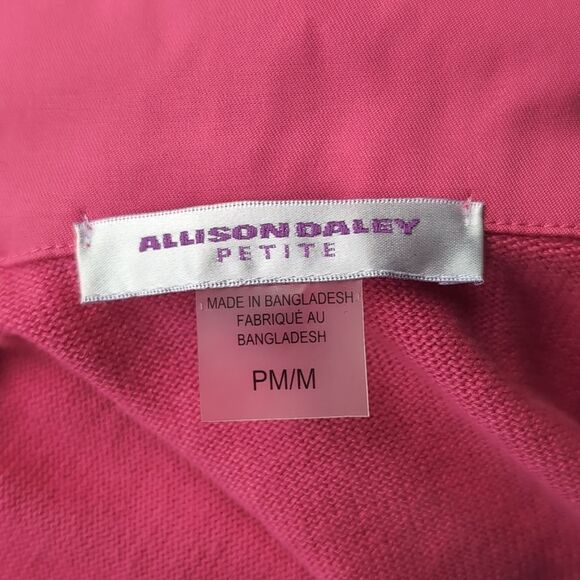 ALLISON DALEY
PETITE
MADE IN BANGLADESH
FABRIQUÉ AU
BANGLADESH
PM/M